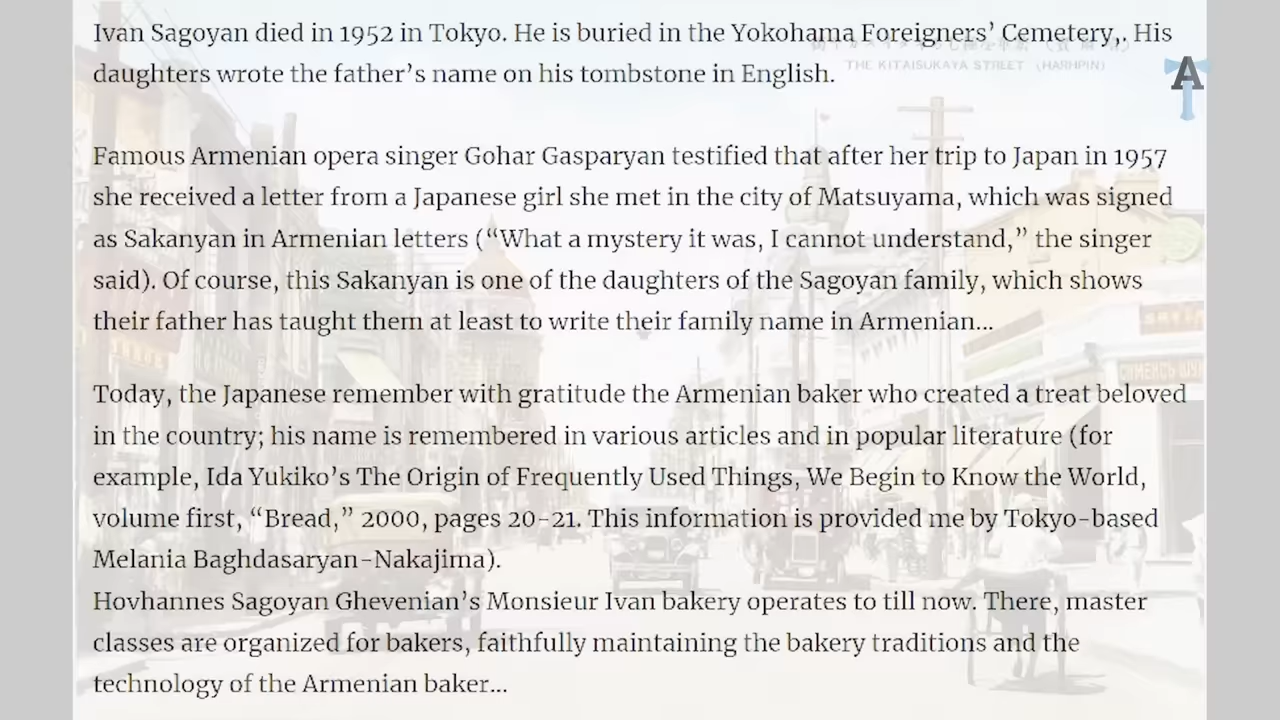 Ivan Sagoyan died in 1952 in Tokyo. He is buried in the Yokohama Foreigners’ Cemetery,. His
daughters wrote the father’s name on his tombstone in English.
THE KITAISUKAYA STREET (HARHPIN)
A
Famous Armenian opera singer Gohar Gasparyan testified that after her trip to Japan in 1957
she received a letter from a Japanese girl she met in the city of Matsuyama, which was signed
as Sakanyan in Armenian letters (“What a mystery it was, I cannot understand,” the singer
said). Of course, this Sakanyan is one of the daughters of the Sagoyan family, which shows
their father has taught them at least to write their family name in Armenian...
Today, the Japanese remember with gratitude the Armenian baker who created a treat beloved
in the country; his name is remembered in various articles and in popular literature (for
example, Ida Yukiko’s The Origin of Frequently Used Things, We Begin to Know the World,
volume first, “Bread,” 2000, pages 20-21. This information is provided me by Tokyo-based
Melania Baghdasaryan-Nakajima).
Hovhannes Sagoyan Ghevenian’s Monsieur Ivan bakery operates to till now. There, master
classes are organized for bakers, faithfully maintaining the bakery traditions and the
technology of the Armenian baker...